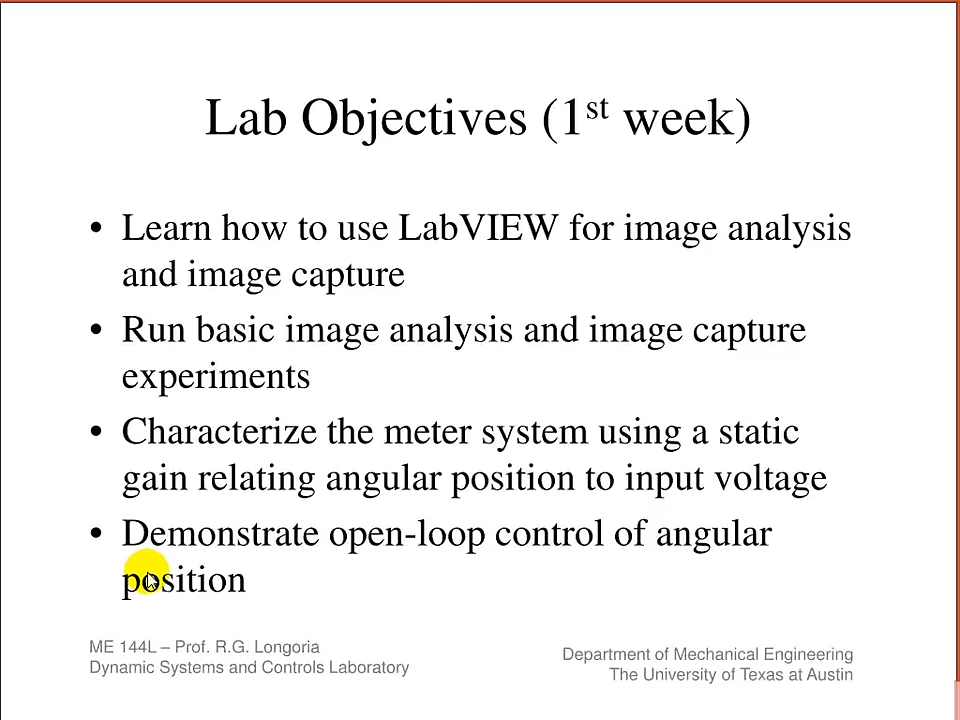 Lab Objectives (1st week)
• Learn how to use LabVIEW for image analysis
and image capture
• Run basic image analysis and image capture
experiments
• Characterize the meter system using a static
gain relating angular position to input voltage
• Demonstrate open-loop control of angular
position
ME 144L – Prof. R.G. Longoria
Dynamic Systems and Controls Laboratory
Department of Mechanical Engineering
The University of Texas at Austin